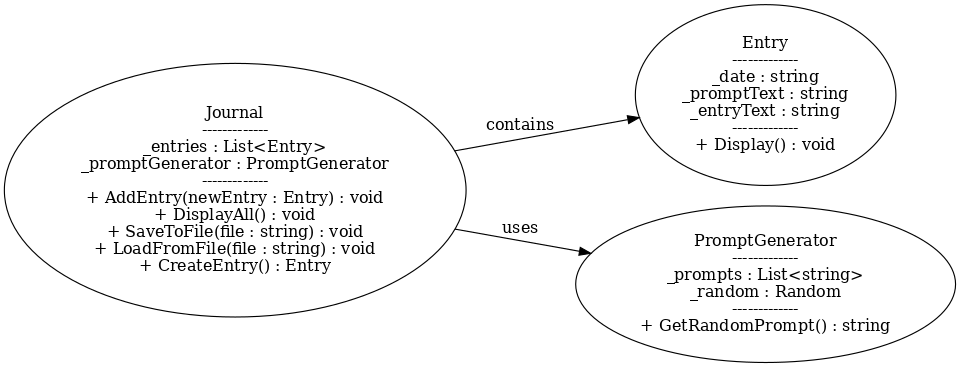 Journal
-------------
_entries : List<Entry>
_promptGenerator : PromptGenerator
-------------
+ AddEntry(newEntry : Entry) : void
+ DisplayAll() : void
+ SaveToFile(file : string) : void
+ LoadFromFile(file : string) : void
+ CreateEntry() : Entry
contains
uses
Entry
-------------
_date : string
_promptText : string
_entryText : string
-------------
+ Display() : void
PromptGenerator
-------------
_prompts : List<string>
_random : Random
-------------
+ GetRandomPrompt() : string